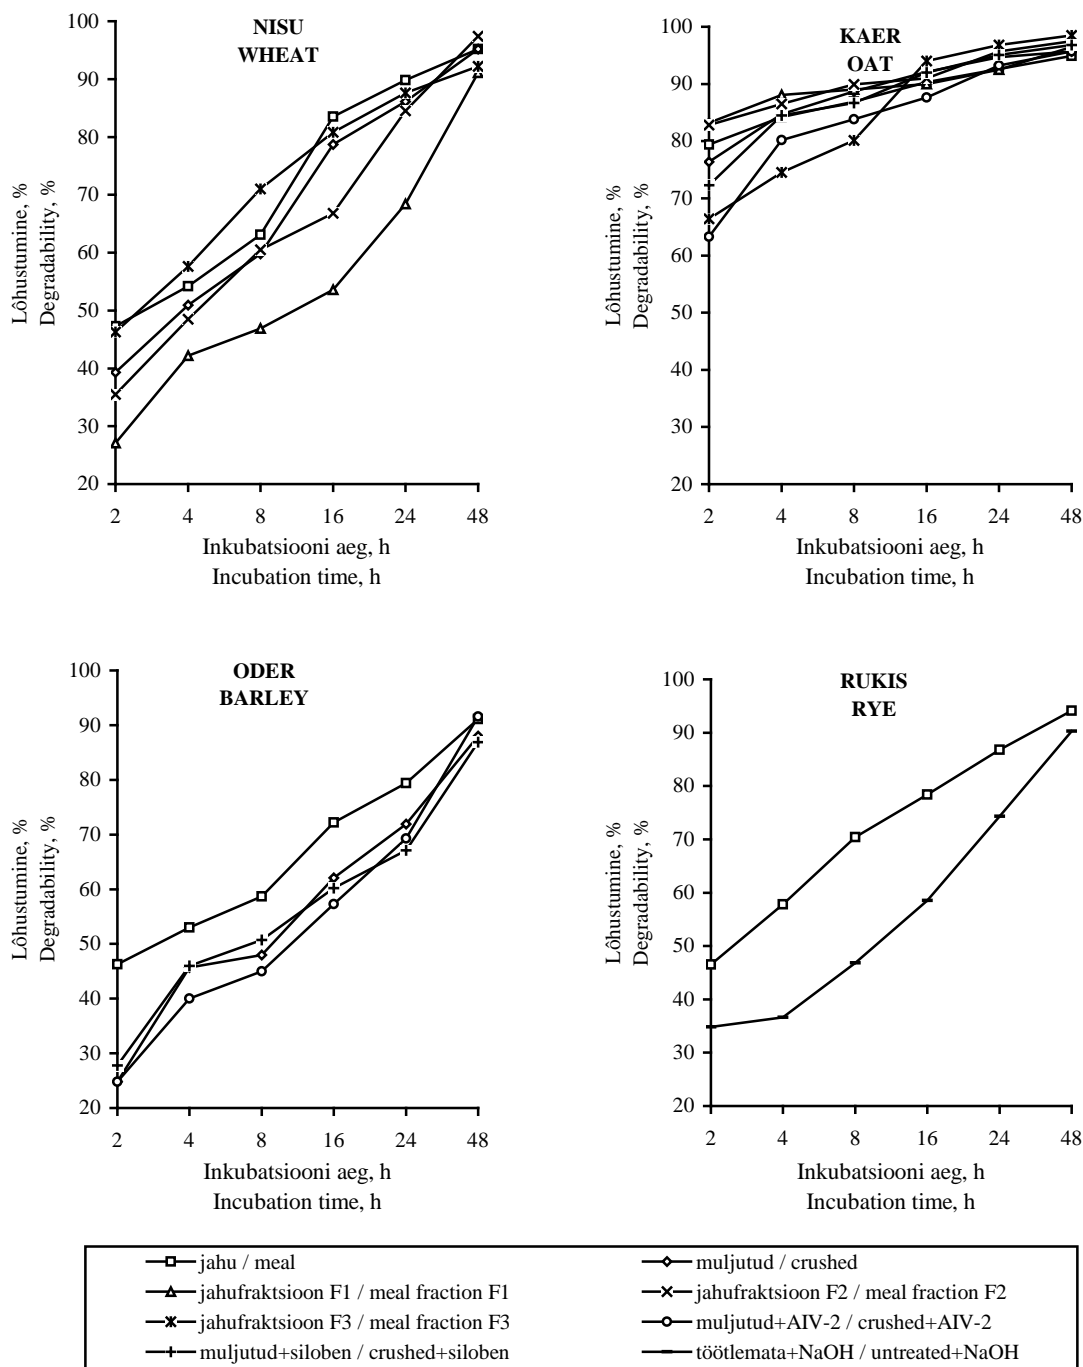 NISU
WHEAT
100
90
80
70
60
50
40
30
20
Lôhustumine, %
Degradability, %
2 4 8 16 24 48
Inkubatsiooni aeg, h
Incubation time, h
KAER
OAT
100
90
80
70
60
50
40
30
20
Lôhustumine, %
Degradability, %
2 4 8 16 24 48
Inkubatsiooni aeg, h
Incubation time, h
ODER
BARLEY
100
90
80
70
60
50
40
30
20
Lôhustumine, %
Degradability, %
2 4 8 16 24 48
Inkubatsiooni aeg, h
Incubation time, h
RUKIS
RYE
100
90
80
70
60
50
40
30
20
Lôhustumine, %
Degradability, %
2 4 8 16 24 48
Inkubatsiooni aeg, h
Incubation time, h
jahu / meal
muljutud / crushed
jahufraktsioon F1 / meal fraction F1
jahufraktsioon F2 / meal fraction F2
jahufraktsioon F3 / meal fraction F3
muljutud+AIV-2 / crushed+AIV-2
muljutud+siloben / crushed+siloben
töötlemata+NaOH / untreated+NaOH